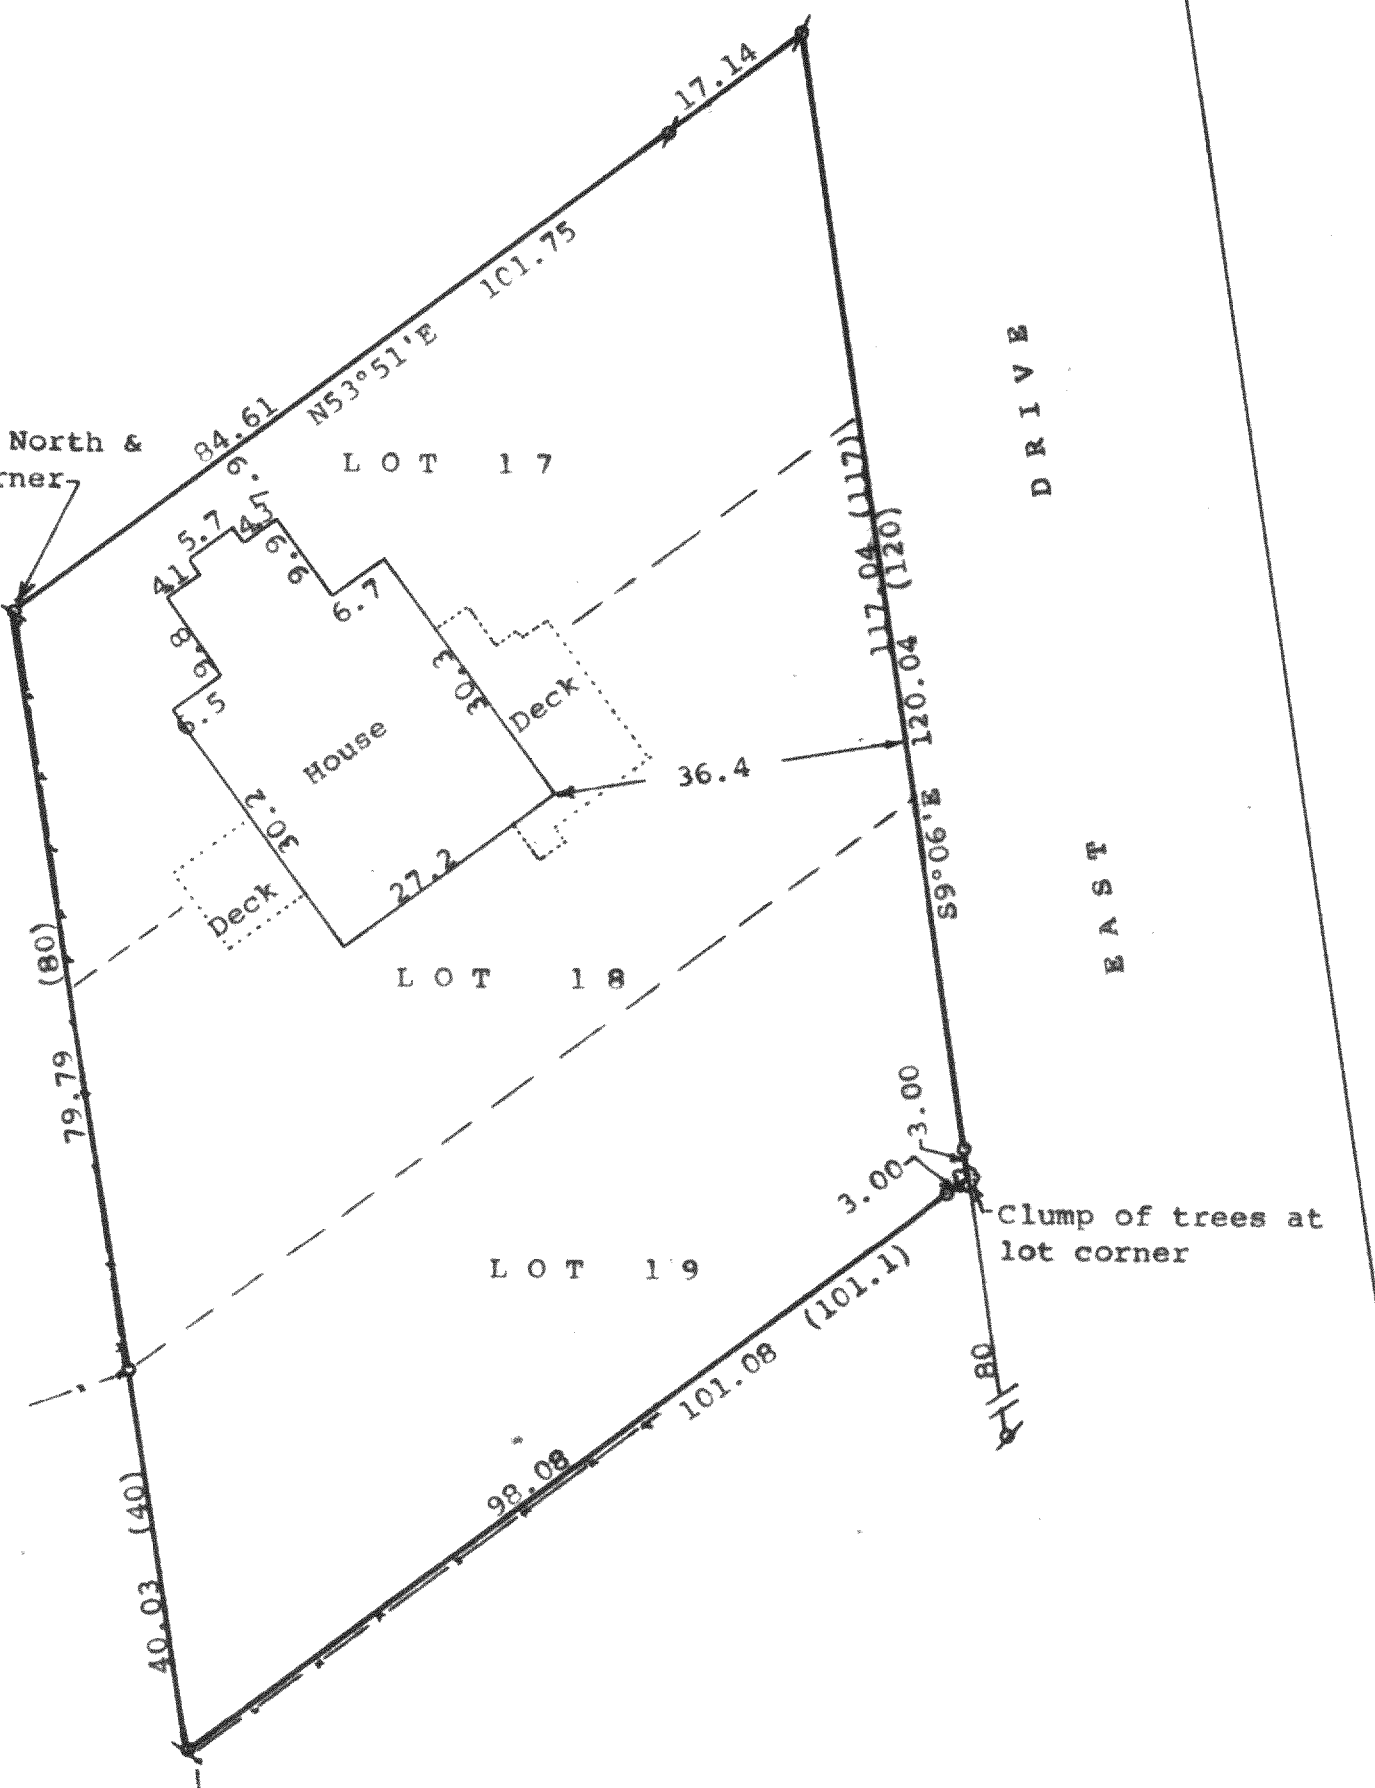 17.14
101.75
N53°51'E
84.61
North &
rner
LOT 17
9.
5.7
4.5
4.1
9.9
6.7
9.8
6.5
30.3
Deck
House
30.2
27.2
Deck
36.4
117.04 (117)
(120)
120.04
S9°06'E
DRIVE
EAST
(80)
79.79
LOT 18
3.00
3.00
Clump of trees at
lot corner
LOT 19
(101.1)
101.08
98.08
80
(40)
40.03